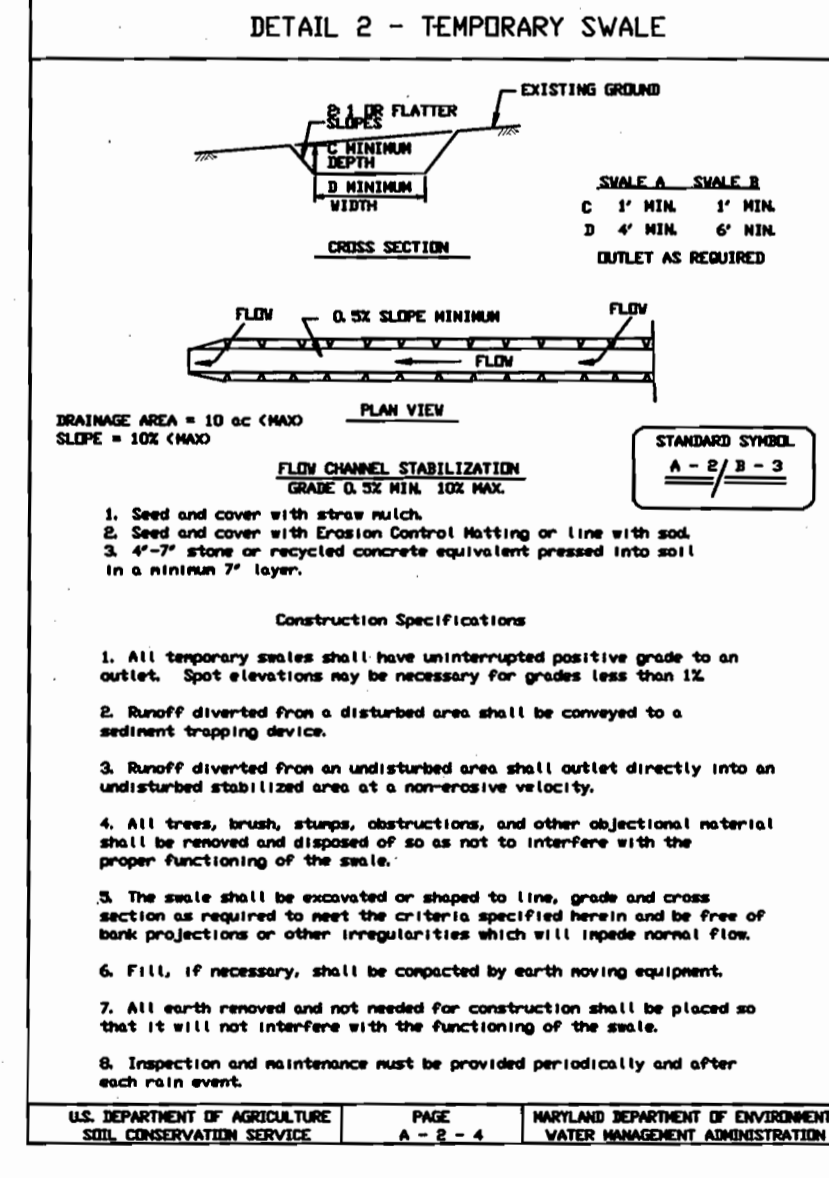 DETAIL 2 - TEMPORARY SWALE
EXISTING GROUND
2:1 OR FLATTER
SLOPES
C MINIMUM
DEPTH
D MINIMUM
WIDTH
CROSS SECTION
SWALE A SWALE B
C 1' MIN. 1' MIN.
D 4' MIN. 6' MIN.
OUTLET AS REQUIRED
FLOW
0.5% SLOPE MINIMUM
FLOW
FLOW
PLAN VIEW
DRAINAGE AREA = 10 ac (MAX)
SLOPE = 10% (MAX)
STANDARD SYMBOL
A - 2 / B - 3
FLOW CHANNEL STABILIZATION
GRADE 0.5% MIN. 10% MAX.
1. Seed and cover with straw mulch.
2. Seed and cover with Erosion Control Matting or line with sod.
3. 4"-7" stone or recycled concrete equivalent pressed into soil
in a minimum 7" layer.
Construction Specifications
1. All temporary swales shall have uninterrupted positive grade to an
outlet. Spot elevations may be necessary for grades less than 1%.
2. Runoff diverted from a disturbed area shall be conveyed to a
sediment trapping device.
3. Runoff diverted from an undisturbed area shall outlet directly into an
undisturbed stabilized area at a non-erosive velocity.
4. All trees, brush, stumps, obstructions, and other objectional material
shall be removed and disposed of so as not to interfere with the
proper functioning of the swale.
5. The swale shall be excavated or shaped to line, grade and cross
section as required to meet the criteria specified herein and be free of
bank projections or other irregularities which will impede normal flow.
6. Fill, if necessary, shall be compacted by earth moving equipment.
7. All earth removed and not needed for construction shall be placed so
that it will not interfere with the functioning of the swale.
8. Inspection and maintenance must be provided periodically and after
each rain event.
U.S. DEPARTMENT OF AGRICULTURE
SOIL CONSERVATION SERVICE
PAGE
A - 2 - 4
MARYLAND DEPARTMENT OF ENVIRONMENT
WATER MANAGEMENT ADMINISTRATION